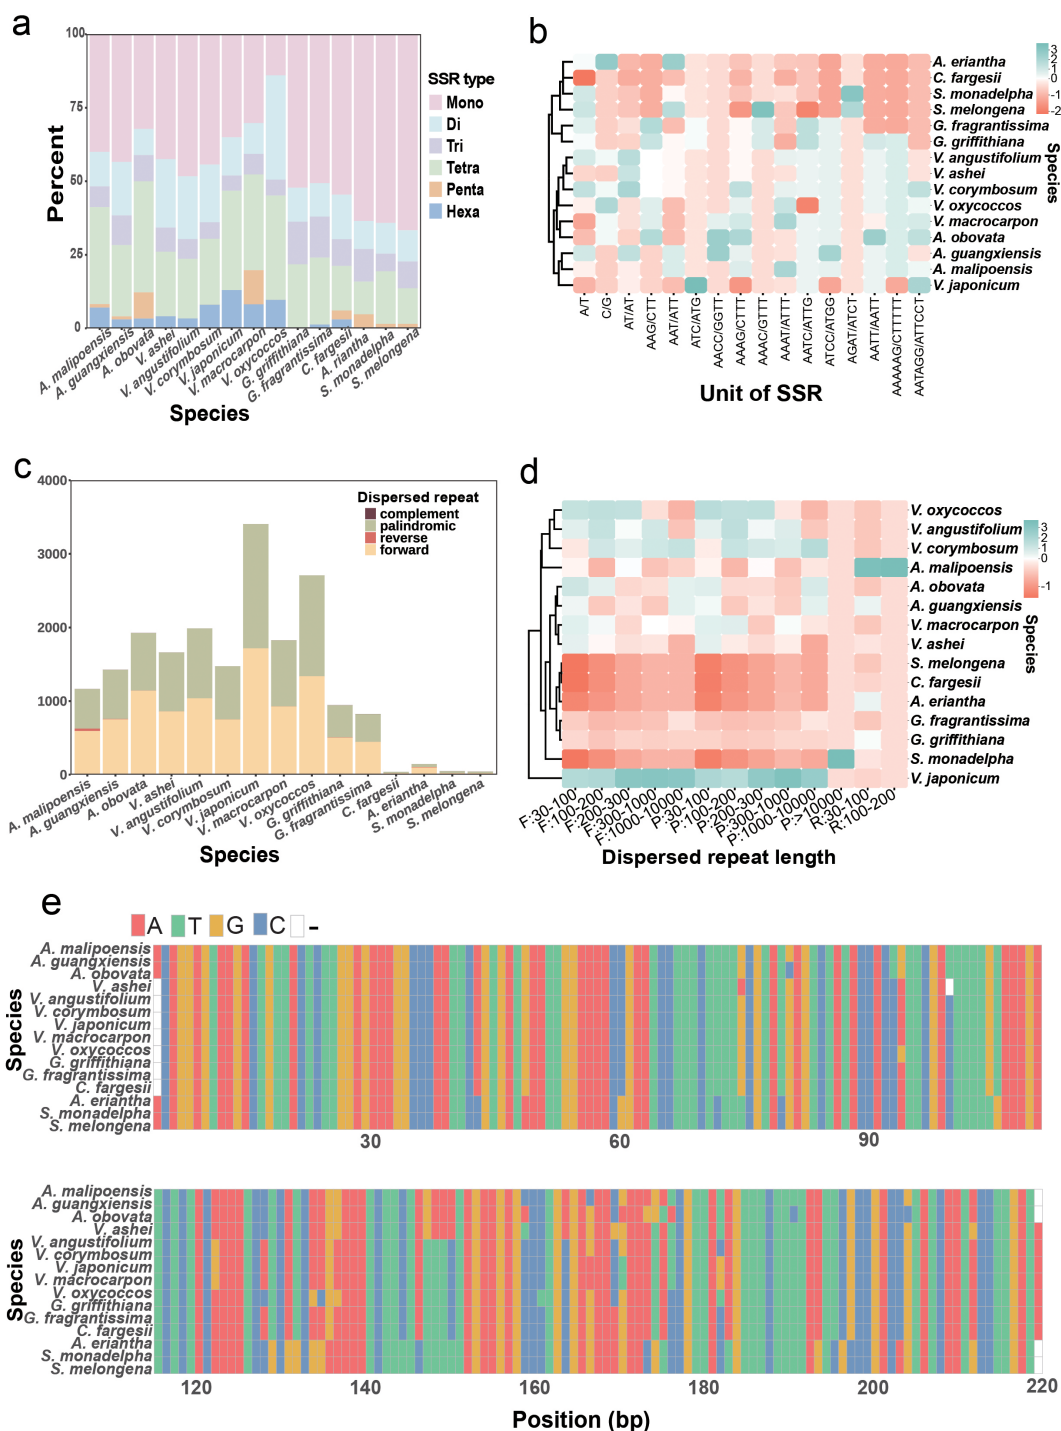 a
100
75
50
25
0
Percent
SSR type
Mono
Di
Tri
Tetra
Penta
Hexa
A. malipoensis
A. guangxiensis
A. obovata
V. ashei
V. angustifolium
V. corymbosum
V. japonicum
V. macrocarpon
V. oxycoccos
G. griffithiana
G. fragrantissima
C. fargesii
A. riantha
S. monadelpha
S. melongena
Species
b
A. eriantha
C. fargesii
S. monadelpha
S. melongena
G. fragrantissima
G. griffithiana
V. angustifolium
V. ashei
V. corymbosum
V. oxycoccos
V. macrocarpon
A. obovata
A. guangxiensis
A. malipoensis
V. japonicum
3
2
1
0
-1
-2
Species
A/T
C/G
AT/AT
AAG/CTT
AAT/ATT
ATC/ATG
AACC/GGTT
AAAG/CTTT
AAAC/GTTT
AAAT/ATTT
AATC/ATTG
ATCC/ATGG
AGAT/ATCT
AATT/AATT
AAAAAG/CTTTTT
AATAGG/ATTCCT
Unit of SSR
c
4000
3000
2000
1000
0
Dispersed repeat
complement
palindromic
reverse
forward
A. malipoensis
A. guangxiensis
A. obovata
V. ashei
V. angustifolium
V. corymbosum
V. japonicum
V. macrocarpon
V. oxycoccos
G. griffithiana
G. fragrantissima
C. fargesii
A. eriantha
S. monadelpha
S. melongena
Species
d
V. oxycoccos
V. angustifolium
V. corymbosum
A. malipoensis
A. obovata
A. guangxiensis
V. macrocarpon
V. ashei
S. melongena
C. fargesii
A. eriantha
G. fragrantissima
G. griffithiana
S. monadelpha
V. japonicum
3
2
1
0
-1
Species
F:30-100
F:100-200
F:200-300
F:300-1000
F:1000-10000
P:30-100
P:100-200
P:200-300
P:300-1000
P:1000-10000
P:>10000
R:30-100
R:100-200
Dispersed repeat length
e
A T G C -
Species
A. malipoensis
A. guangxiensis
A. obovata
V. ashei
V. angustifolium
V. corymbosum
V. japonicum
V. macrocarpon
V. oxycoccos
G. griffithiana
G. fragrantissima
C. fargesii
A. eriantha
S. monadelpha
S. melongena
30 60 90
Species
A. malipoensis
A. guangxiensis
A. obovata
V. ashei
V. angustifolium
V. corymbosum
V. japonicum
V. macrocarpon
V. oxycoccos
G. griffithiana
G. fragrantissima
C. fargesii
A. eriantha
S. monadelpha
S. melongena
120 140 160 180 200 220
Position (bp)